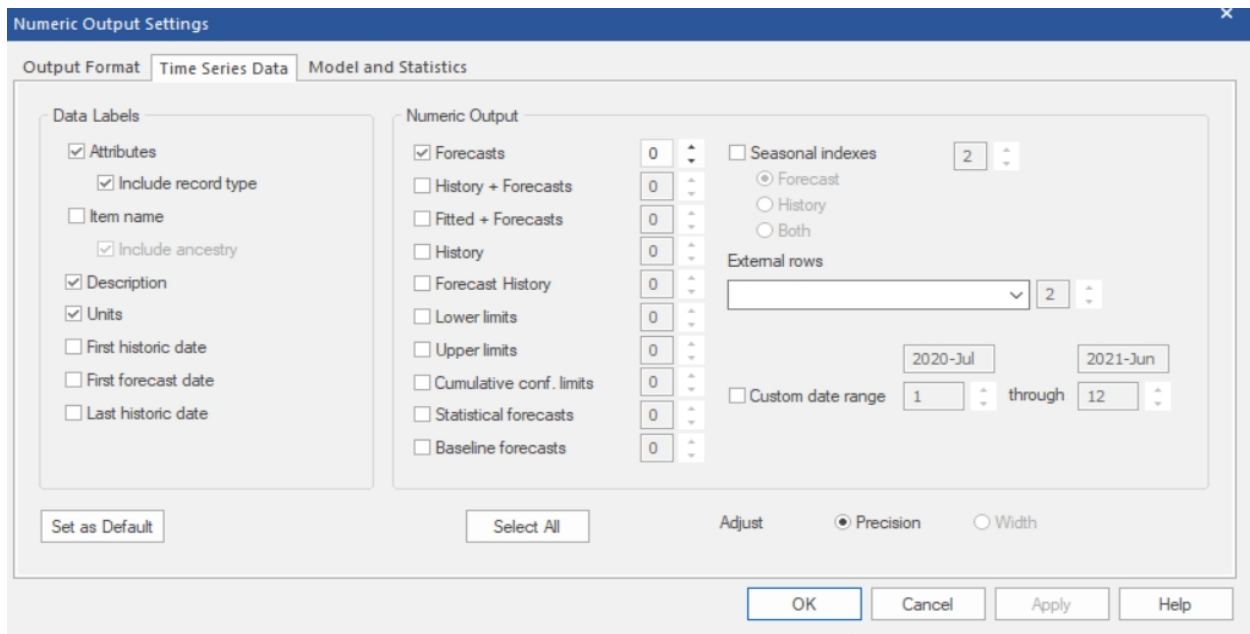 Numeric Output Settings
Output Format Time Series Data Model and Statistics
Data Labels
Attributes
Include record type
Item name
Include ancestry
Description
Units
First historic date
First forecast date
Last historic date
Numeric Output
Forecasts 0
History + Forecasts 0
Fitted + Forecasts 0
History 0
Forecast History 0
Lower limits 0
Upper limits 0
Cumulative conf. limits 0
Statistical forecasts 0
Baseline forecasts 0
Seasonal indexes 2
Forecast
History
Both
External rows
2
2020-Jul 2021-Jun
Custom date range 1 through 12
Set as Default Select All Adjust Precision Width
OK Cancel Apply Help